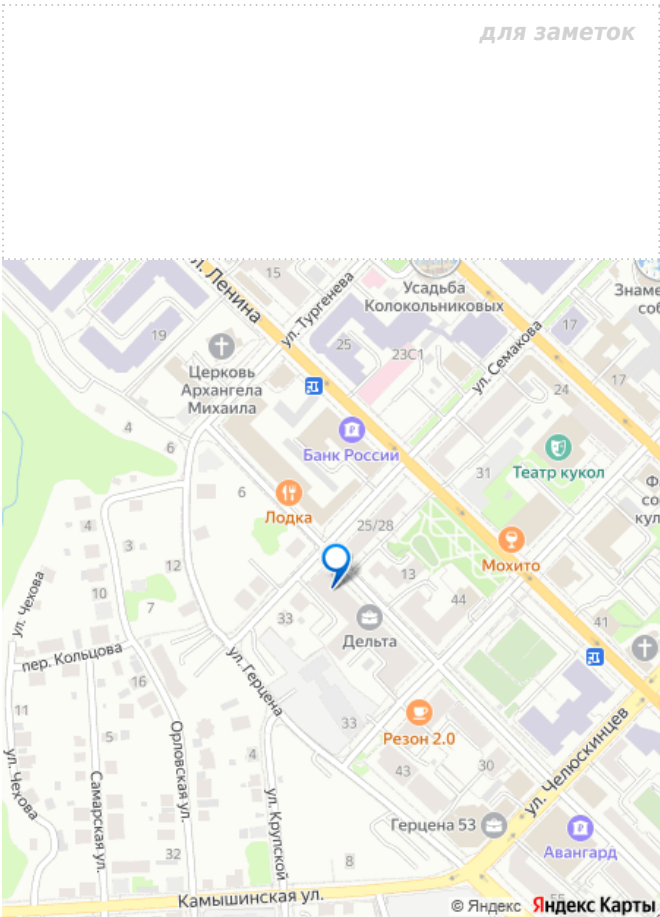 для заметок
ул. Ленина
15
ул. Тургенева
Усадьба
Колокольниковых
19
25
23С1
ул. Семакова
17
17
Церковь
Архангела
Михаила
24
4
6
Банк России
31
Театр кукол
6
Лодка
25/28
Мохито
4
3
12
10
7
13
44
41
33
Дельта
ул. Чехова
пер. Кольцова
ул. Герцена
16
11
5
33
Резон 2.0
43
30
ул. Челюскинцев
ул. Чехова
Самарская ул.
Орловская ул.
4
ул. Крупской
Герцена 53
Авангард
32
8
Камышинская ул.
55
© Яндекс Яндекс Карты